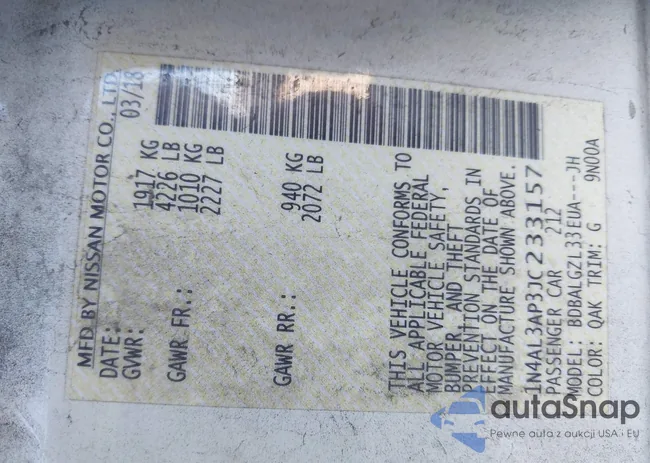 MFD BY NISSAN MOTOR CO., LTD.
DATE: 03/18
GVWR: 1917 KG
4226 LB
GAWR FR.: 1010 KG
2227 LB
GAWR RR.: 940 KG
2072 LB
THIS VEHICLE CONFORMS TO
ALL APPLICABLE FEDERAL
MOTOR VEHICLE SAFETY,
BUMPER, AND THEFT
PREVENTION STANDARDS IN
EFFECT ON THE DATE OF
MANUFACTURE SHOWN ABOVE.
1N4AL3AP3JC233157
PASSENGER CAR 212
MODEL: BDBALGZL33EUA---JH
COLOR: QAK TRIM: G 9N00A
autaSnap
Pewne auta z aukcji USA i EU